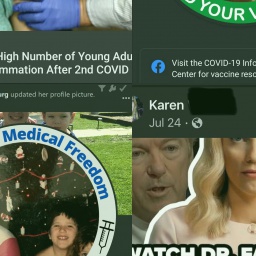 High Number of Young Adu
mmation After 2nd COVID
urg updated her profile picture.
Medical Freedom
D YOUR V
Visit the COVID-19 Info
Center for vaccine reso
Karen
Jul 24 ·
WATCH DR. F